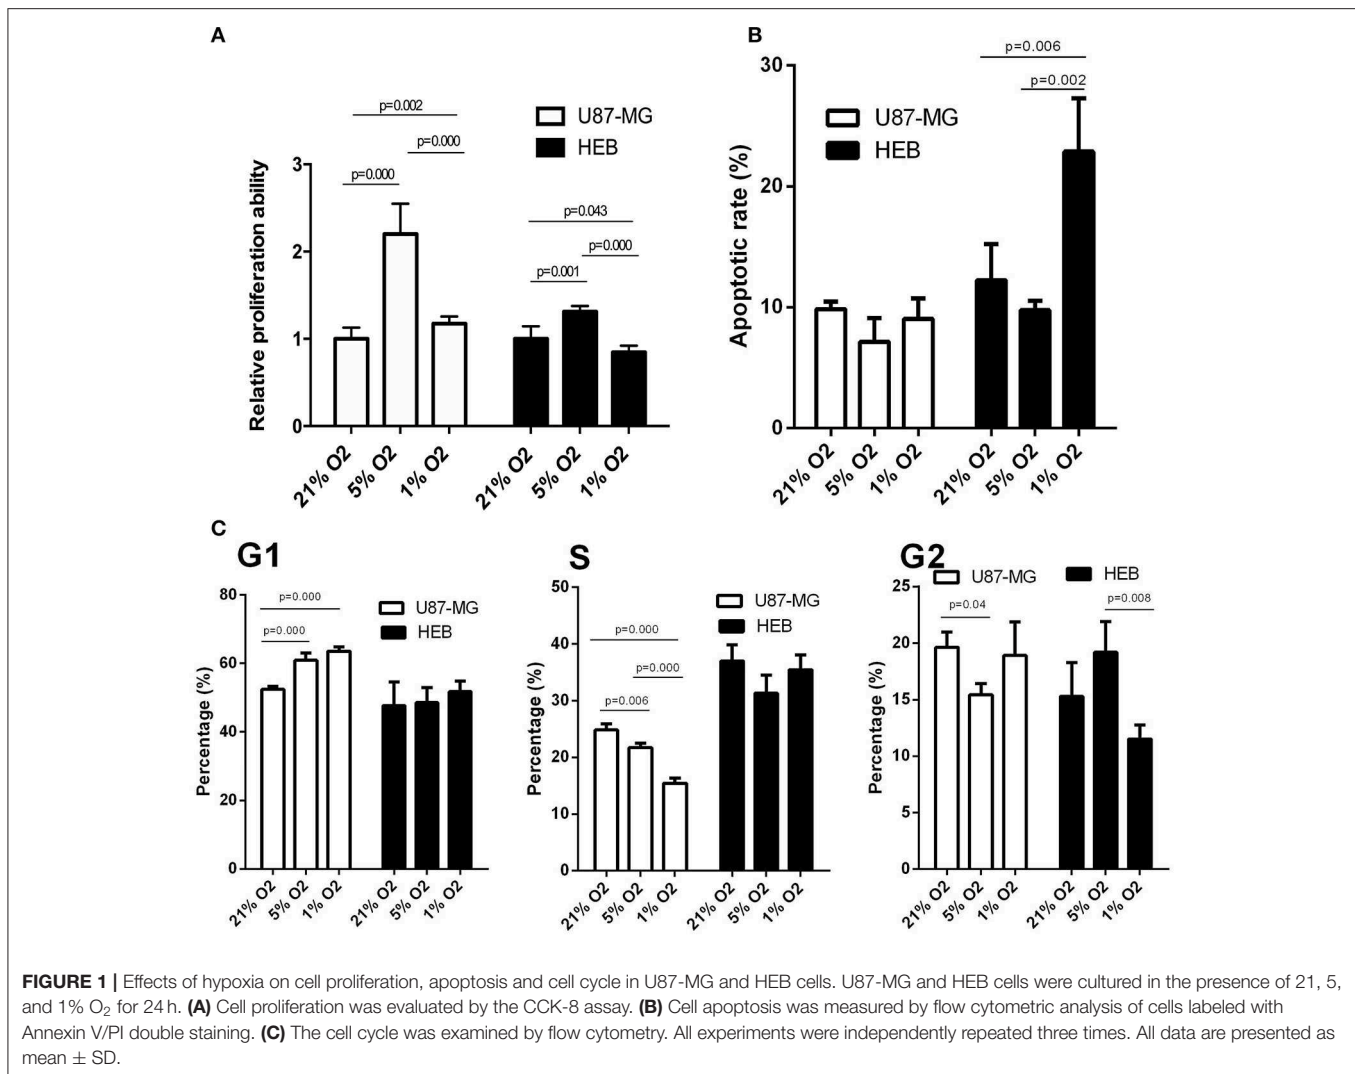 A
p=0.002
p=0.000
p=0.000
U87-MG
HEB
p=0.043
p=0.000
p=0.001
Relative proliferation ability
3
2
1
0
21% O2
5% O2
1% O2
21% O2
5% O2
1% O2
B
p=0.006
p=0.002
U87-MG
HEB
Apoptotic rate (%)
30
20
10
0
21% O2
5% O2
1% O2
21% O2
5% O2
1% O2
C
G1
p=0.000
p=0.000
U87-MG
HEB
Percentage (%)
80
60
40
20
0
21% O2
5% O2
1% O2
21% O2
5% O2
1% O2
S
p=0.000
p=0.000
p=0.006
U87-MG
HEB
Percentage (%)
50
40
30
20
10
0
21% O2
5% O2
1% O2
21% O2
5% O2
1% O2
G2
U87-MG
HEB
p=0.04
p=0.008
Percentage (%)
25
20
15
10
5
0
21% O2
5% O2
1% O2
21% O2
5% O2
1% O2
FIGURE 1 | Effects of hypoxia on cell proliferation, apoptosis and cell cycle in U87-MG and HEB cells. U87-MG and HEB cells were cultured in the presence of 21, 5,
and 1% O₂ for 24 h. (A) Cell proliferation was evaluated by the CCK-8 assay. (B) Cell apoptosis was measured by flow cytometric analysis of cells labeled with
Annexin V/PI double staining. (C) The cell cycle was examined by flow cytometry. All experiments were independently repeated three times. All data are presented as
mean ± SD.